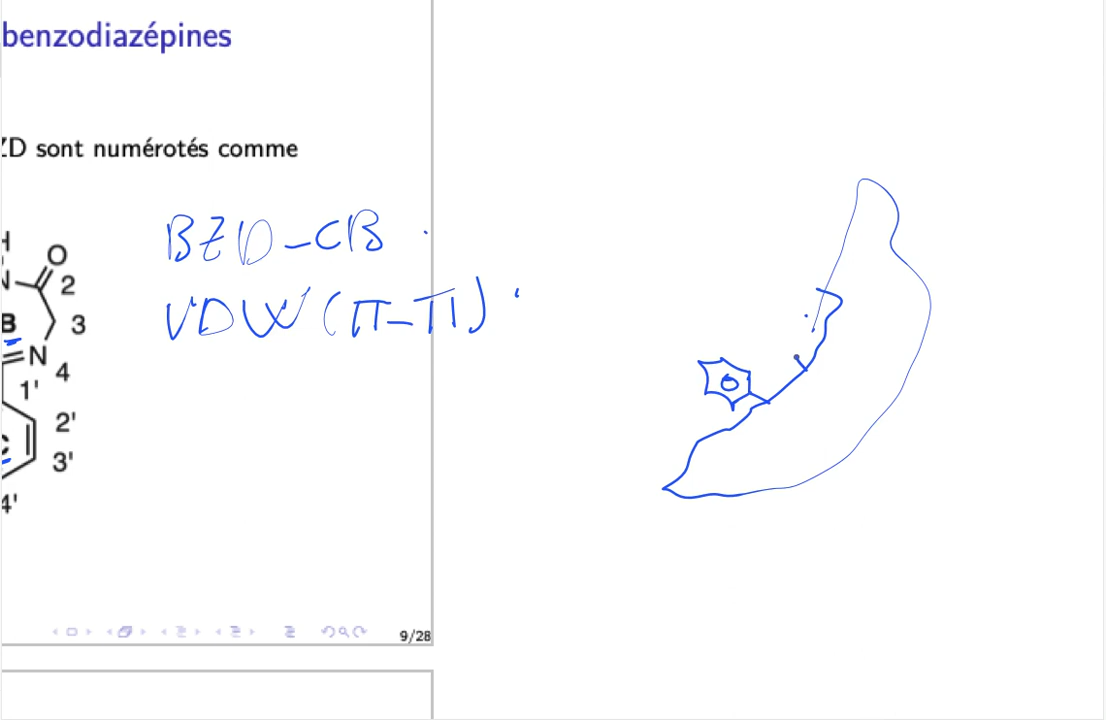 benzodiazépines
ZD sont numérotés comme
BZD-CB
VDW (π-π)
H
O
N
2
B
3
N
4
1'
2'
C
3'
4'
9/28